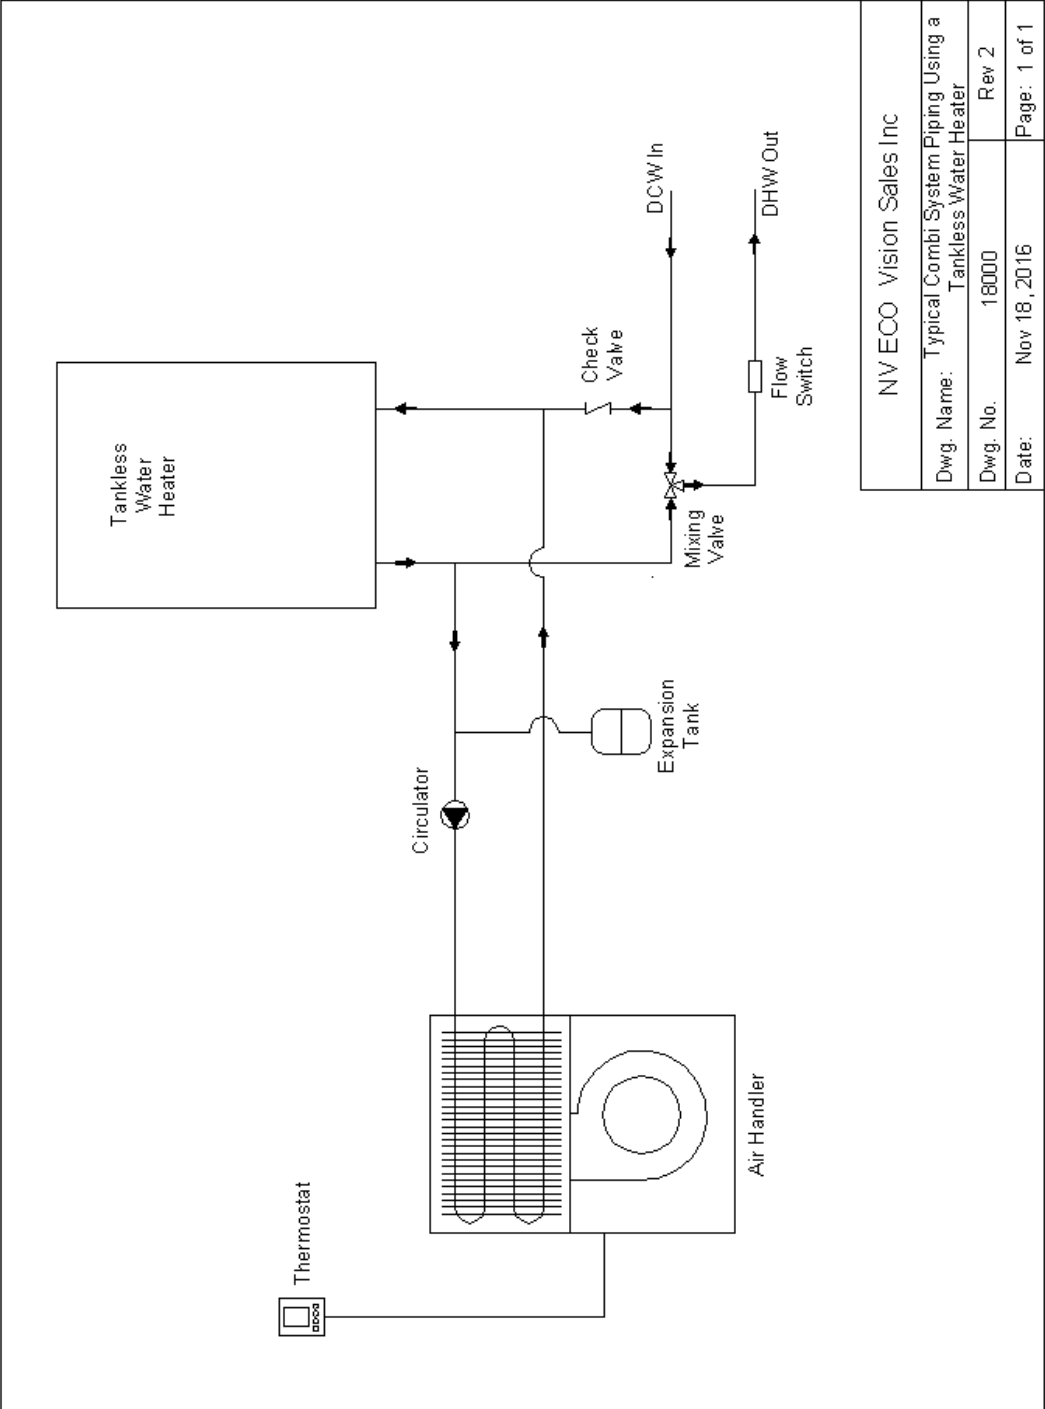 Thermostat
Air Handler
Circulator
Expansion
Tank
Tankless
Water
Heater
Mixing
Valve
Check
Valve
Flow
Switch
DCW In
DHW Out
NV ECO Vision Sales Inc
Dwg. Name: Typical Combi System Piping Using a
Tankless Water Heater
Dwg. No. 18000 Rev 2
Date: Nov 18, 2016 Page: 1 of 1